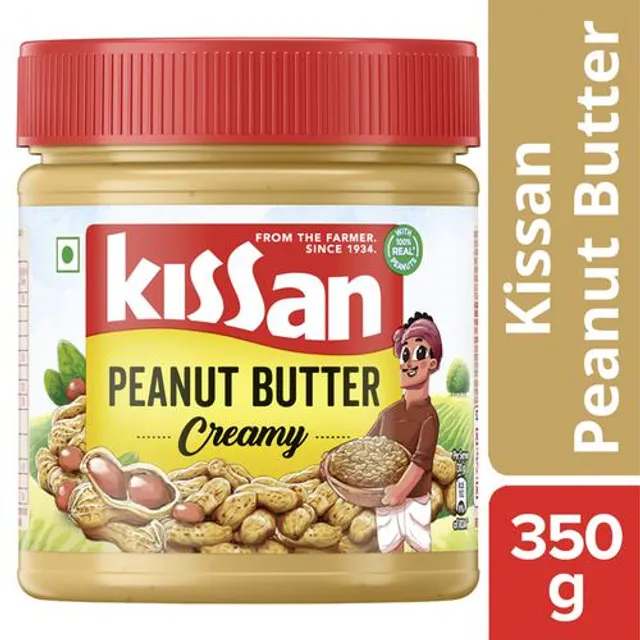 FROM THE FARMER.
SINCE 1934.
WITH
100%
REAL*
PEANUTS
kissan
PEANUT BUTTER
Creamy
Kissan
Peanut Butter
350
g